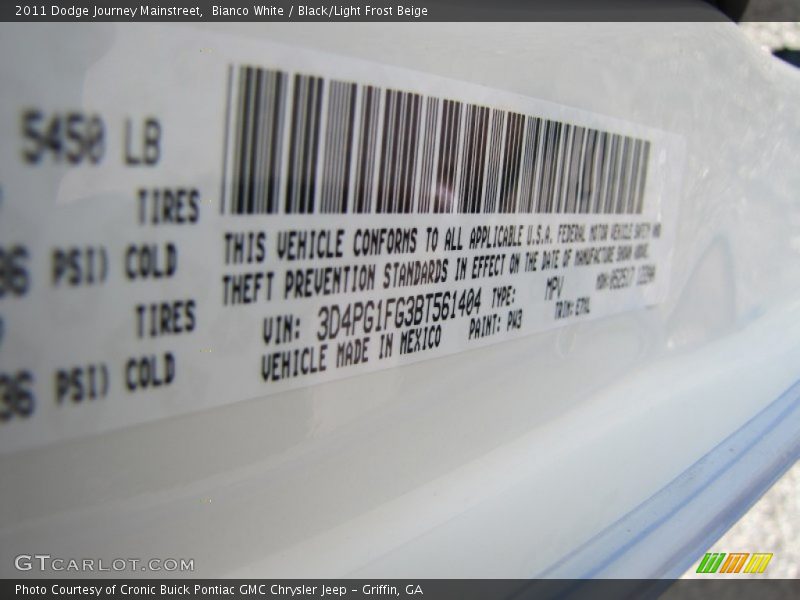 2011 Dodge Journey Mainstreet, Bianco White / Black/Light Frost Beige
5450 LB
TIRES
36 PSI) COLD
TIRES
36 PSI) COLD
THIS VEHICLE CONFORMS TO ALL APPLICABLE U.S.A. FEDERAL MOTOR VEHICLE SAFETY AND
THEFT PREVENTION STANDARDS IN EFFECT ON THE DATE OF MANUFACTURE SHOWN ABOVE.
VIN: 3D4PG1FG3BT561404 TYPE: MPV
VEHICLE MADE IN MEXICO PAINT: PW3 TRIM:
GTCARLOT.COM
Photo Courtesy of Cronic Buick Pontiac GMC Chrysler Jeep - Griffin, GA